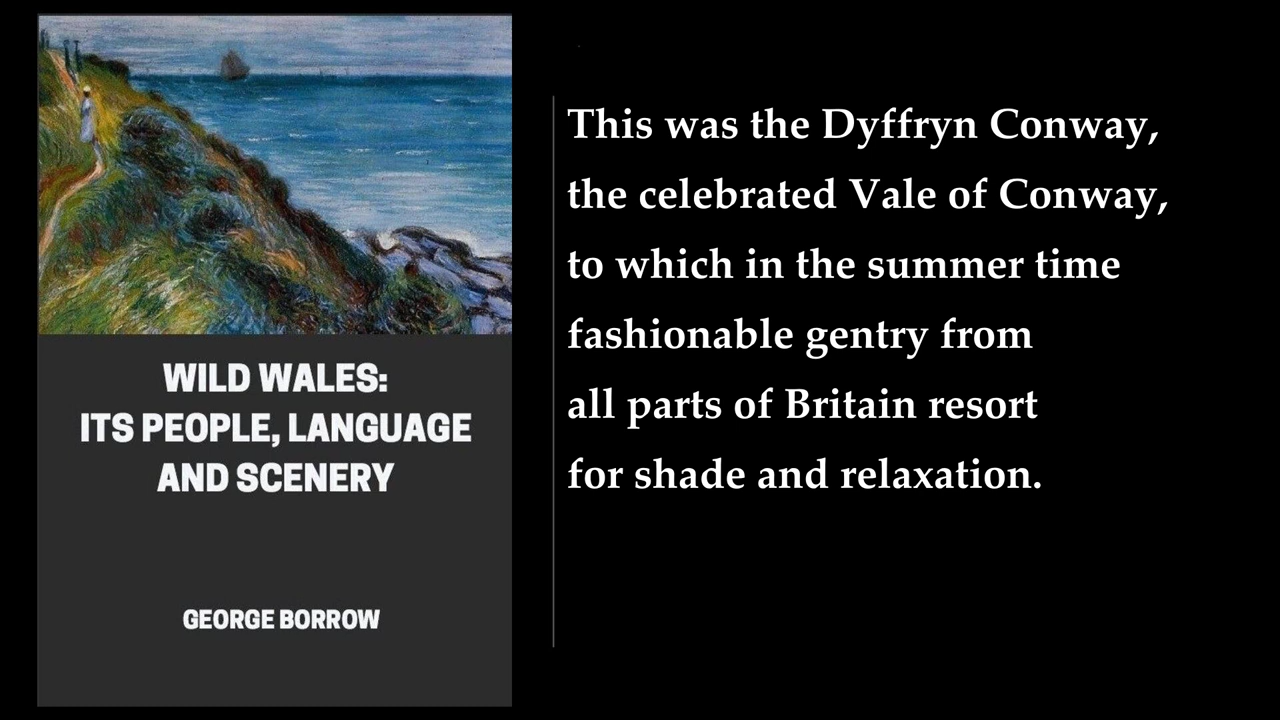 WILD WALES:
ITS PEOPLE, LANGUAGE
AND SCENERY
GEORGE BORROW
This was the Dyffryn Conway,
the celebrated Vale of Conway,
to which in the summer time
fashionable gentry from
all parts of Britain resort
for shade and relaxation.